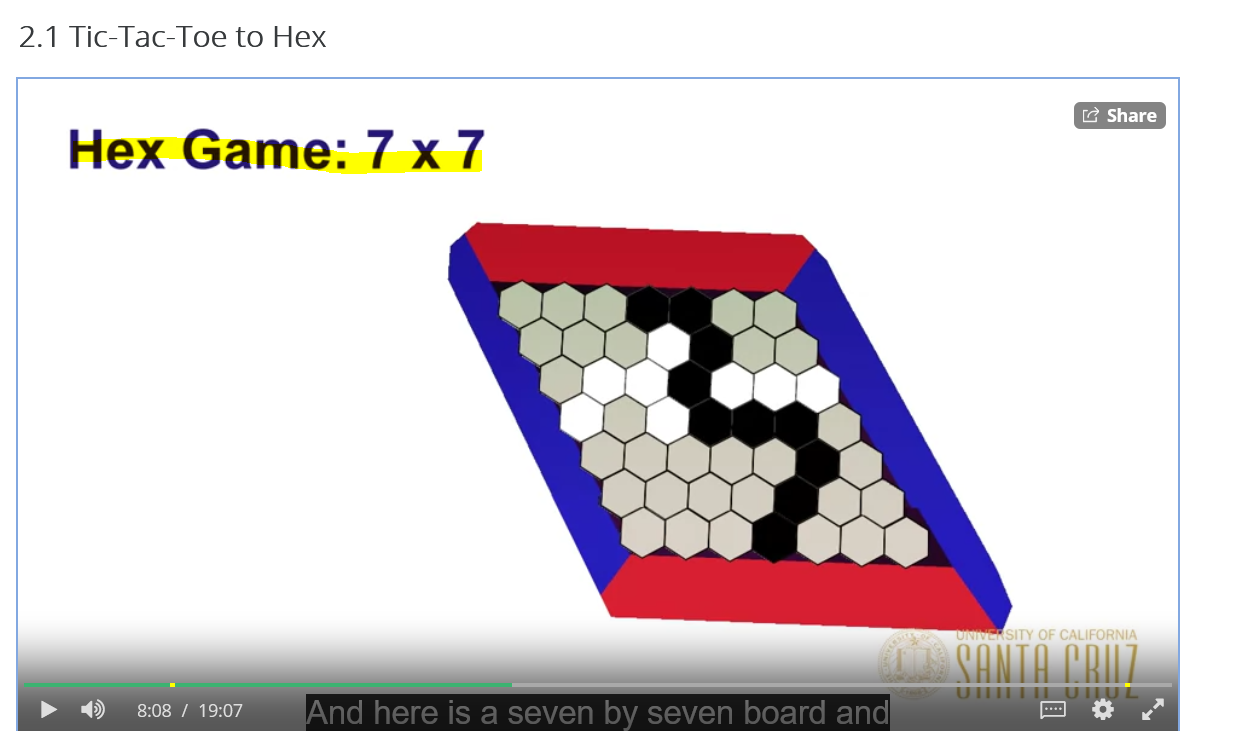 2.1 Tic-Tac-Toe to Hex
Share
Hex Game: 7 x 7
UNIVERSITY OF CALIFORNIA
SANTA CRUZ
8:08 / 19:07
And here is a seven by seven board and